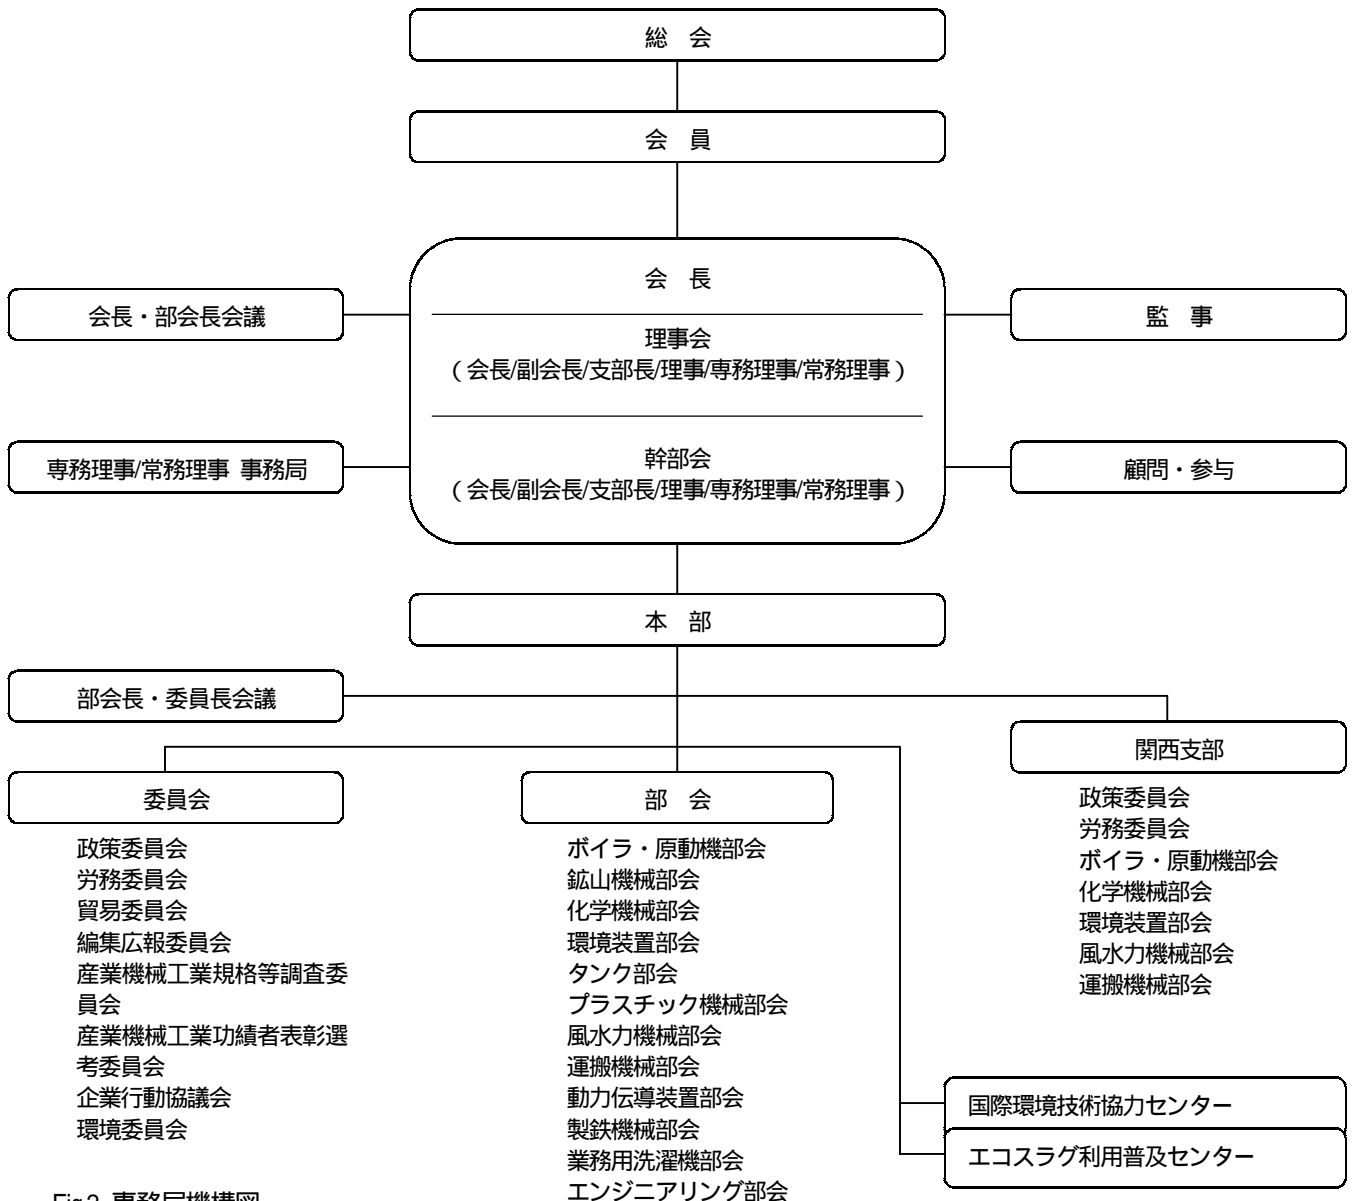 総 会
会 員
会 長
理事会
(会長/副会長/支部長/理事/専務理事/常務理事)
幹部会
(会長/副会長/支部長/理事/専務理事/常務理事)
会長・部会長会議
監 事
専務理事/常務理事 事務局
顧問・参与
本 部
部会長・委員長会議
関西支部
政策委員会
労務委員会
ボイラ・原動機部会
化学機械部会
環境装置部会
風水力機械部会
運搬機械部会
委員会
政策委員会
労務委員会
貿易委員会
編集広報委員会
産業機械工業規格等調査委
員会
産業機械工業功績者表彰選
考委員会
企業行動協議会
環境委員会
部 会
ボイラ・原動機部会
鉱山機械部会
化学機械部会
環境装置部会
タンク部会
プラスチック機械部会
風水力機械部会
運搬機械部会
動力伝導装置部会
製鉄機械部会
業務用洗濯機部会
エンジニアリング部会
国際環境技術協力センター
エコスラグ利用普及センター
Fig2 事務局機構図